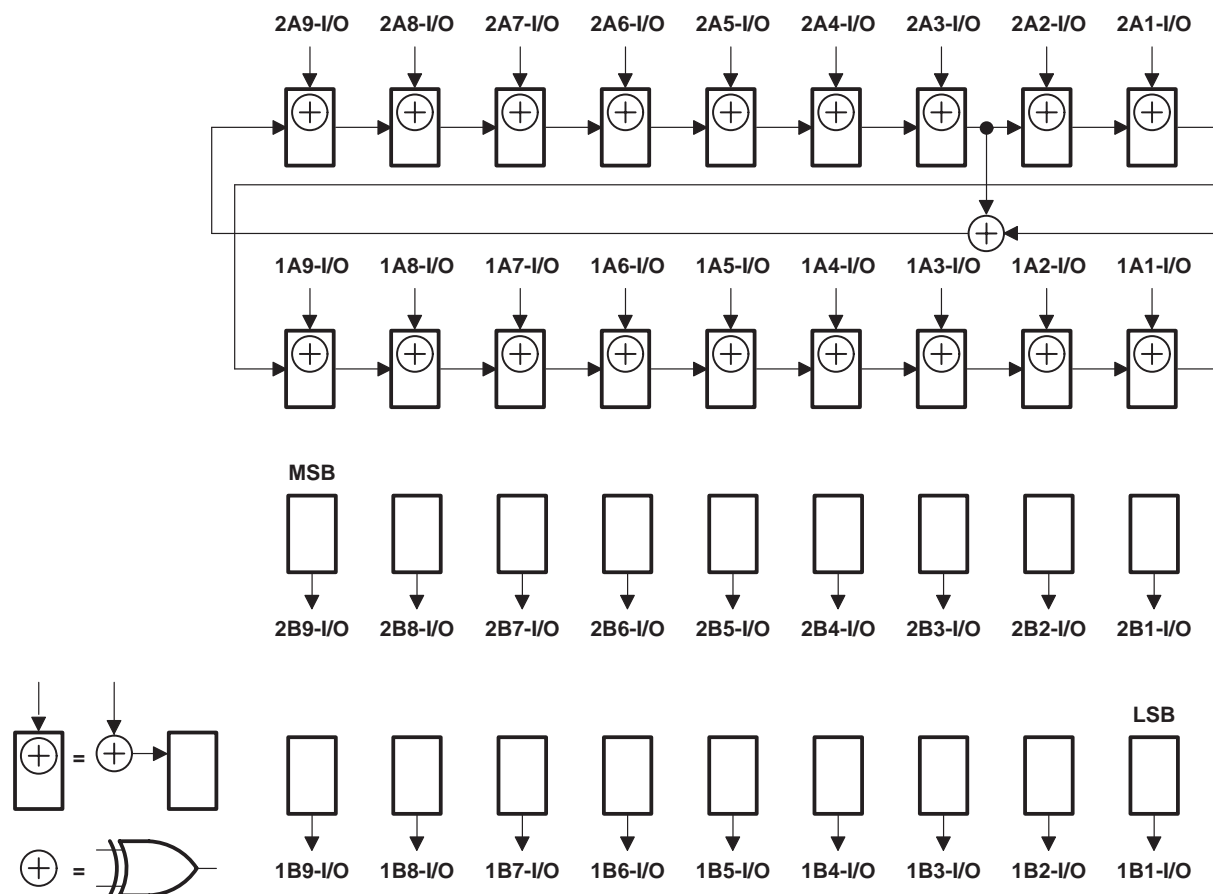 2A9-I/O 2A8-I/O 2A7-I/O 2A6-I/O 2A5-I/O 2A4-I/O 2A3-I/O 2A2-I/O 2A1-I/O
1A9-I/O 1A8-I/O 1A7-I/O 1A6-I/O 1A5-I/O 1A4-I/O 1A3-I/O 1A2-I/O 1A1-I/O
MSB
2B9-I/O 2B8-I/O 2B7-I/O 2B6-I/O 2B5-I/O 2B4-I/O 2B3-I/O 2B2-I/O 2B1-I/O
LSB
=
=
1B9-I/O 1B8-I/O 1B7-I/O 1B6-I/O 1B5-I/O 1B4-I/O 1B3-I/O 1B2-I/O 1B1-I/O